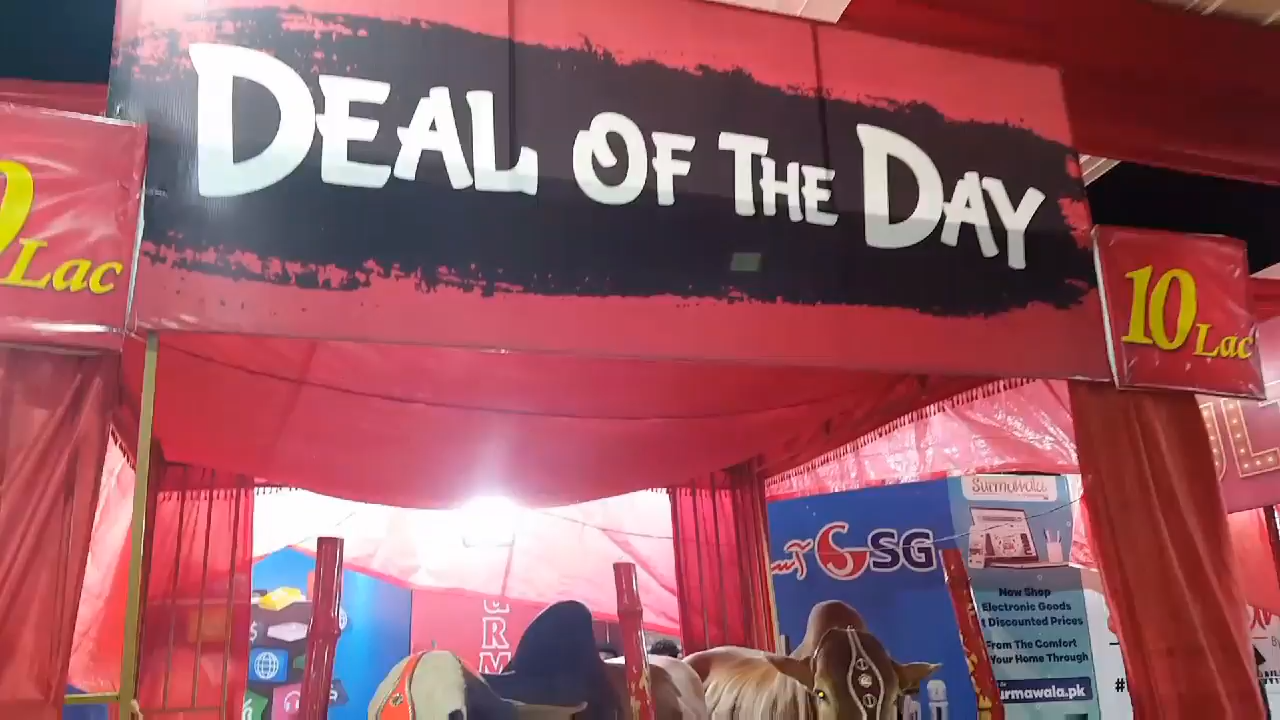 DEAL OF THE DAY
Lac
10 Lac
Surmawala
SG
Now Shop
Electronic Goods
t Discounted Prices
From The Comfort
Your Home Through
urmawala.pk
RM
#